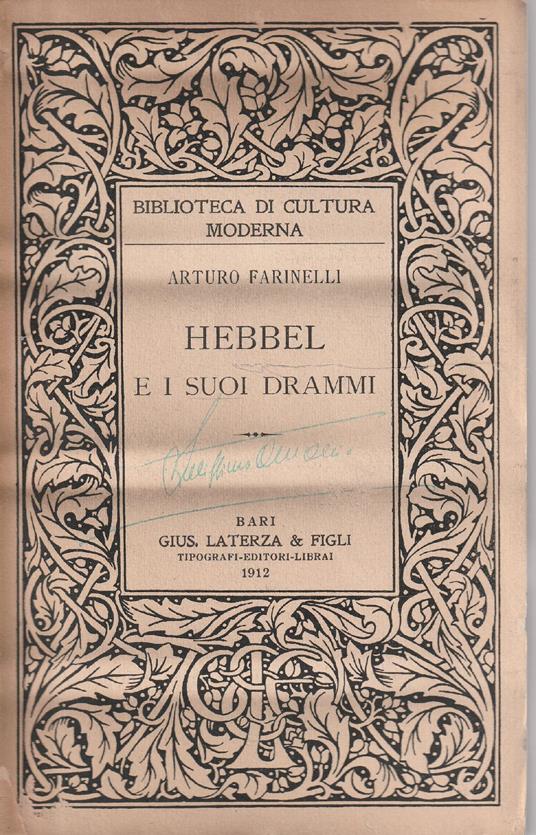 BIBLIOTECA DI CULTURA
MODERNA
ARTURO FARINELLI
HEBBEL
E I SUOI DRAMMI
BARI
GIUS. LATERZA & FIGLI
TIPOGRAFI-EDITORI-LIBRAI
1912